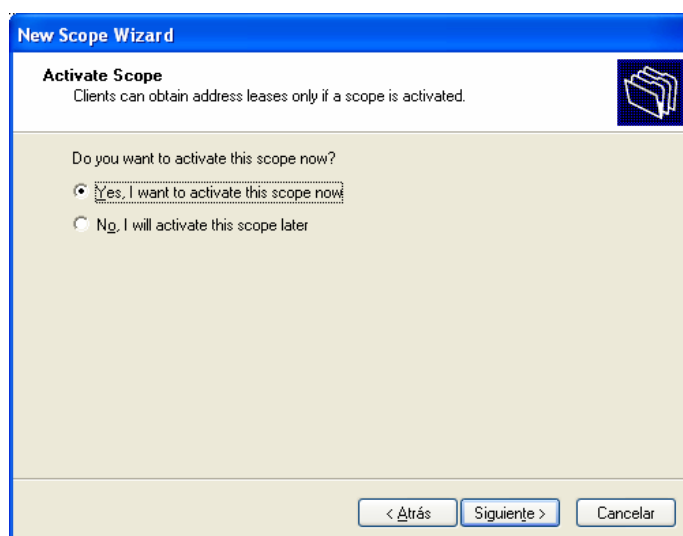 New Scope Wizard
Activate Scope
Clients can obtain address leases only if a scope is activated.
Do you want to activate this scope now?
Yes, I want to activate this scope now
No, I will activate this scope later
< Atrás
Siguiente >
Cancelar